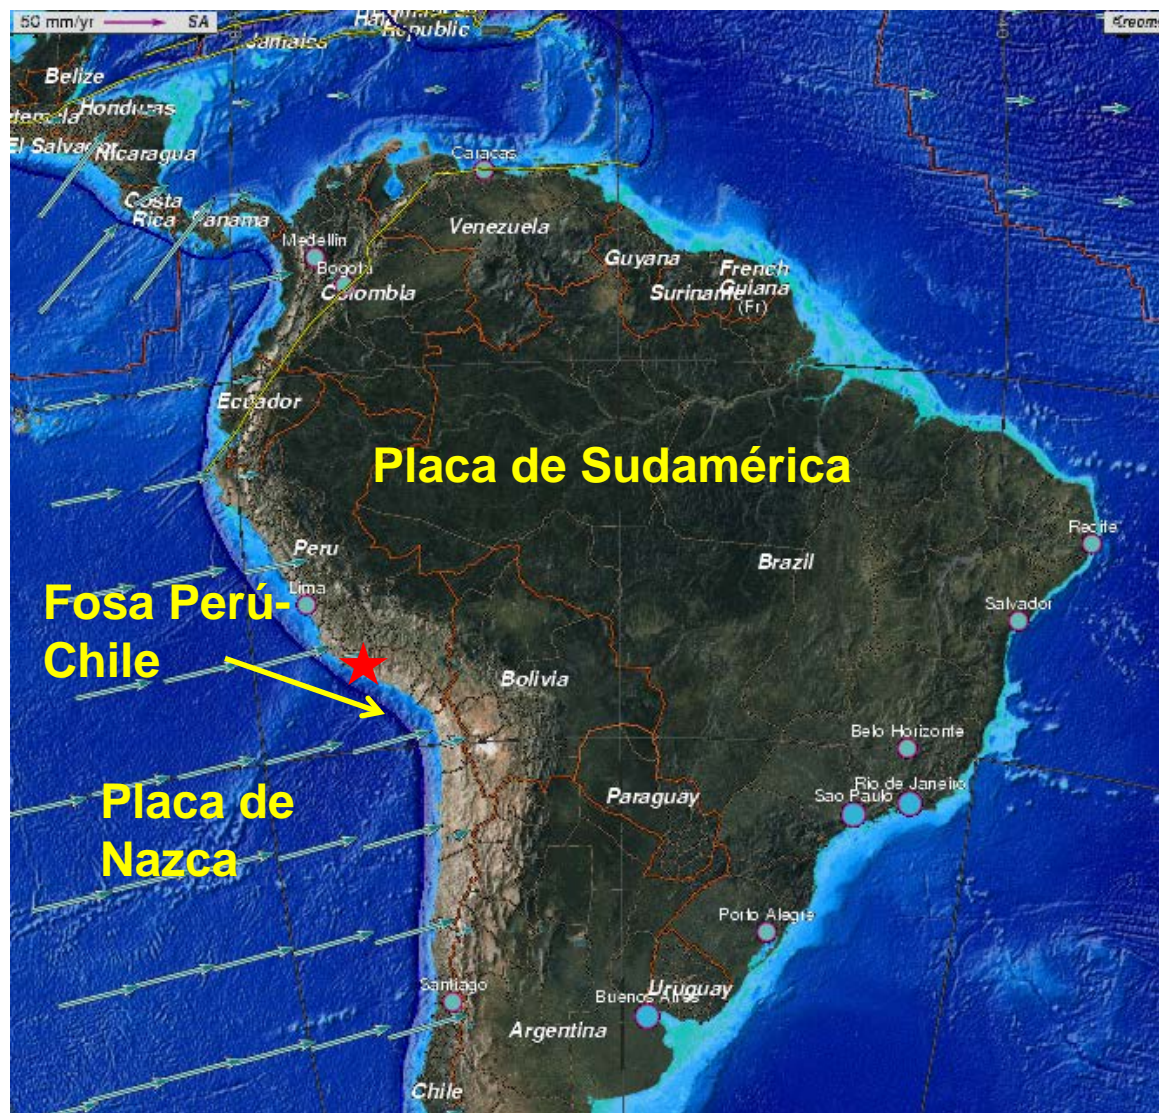 50 mm/yr
SA
Republic
Jamaica
Belize
Honduras
El Salvador
Nicaragua
Costa
Rica
Panama
Caracas
Venezuela
Medellin
Bogota
Colombia
Guyana
Suriname
French
Guiana
(Fr)
Ecuador
Placa de Sudamérica
Peru
Lima
Brazil
Recife
Salvador
Fosa Perú-
Chile
Bolivia
Belo Horizonte
Rio de Janeiro
Sao Paulo
Placa de
Nazca
Paraguay
Porto Alegre
Santiago
Buenos Aires
Uruguay
Argentina
Chile